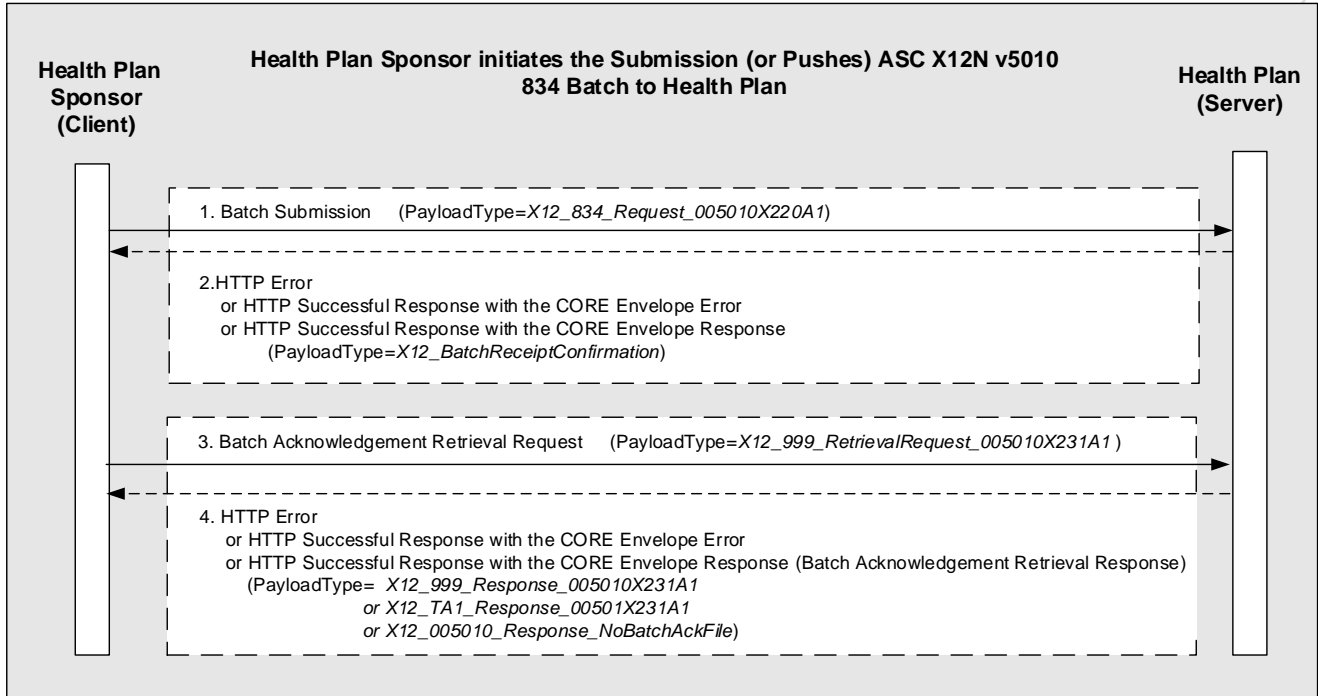 Health Plan Sponsor initiates the Submission (or Pushes) ASC X12N v5010
834 Batch to Health Plan
Health Plan
Sponsor
(Client)
Health Plan
(Server)
1. Batch Submission (PayloadType=X12_834_Request_005010X220A1)
2.HTTP Error
or HTTP Successful Response with the CORE Envelope Error
or HTTP Successful Response with the CORE Envelope Response
(PayloadType=X12_BatchReceiptConfirmation)
3. Batch Acknowledgement Retrieval Request (PayloadType=X12_999_RetrievalRequest_005010X231A1 )
4. HTTP Error
or HTTP Successful Response with the CORE Envelope Error
or HTTP Successful Response with the CORE Envelope Response (Batch Acknowledgement Retrieval Response)
(PayloadType= X12_999_Response_005010X231A1
or X12_TA1_Response_00501X231A1
or X12_005010_Response_NoBatchAckFile)